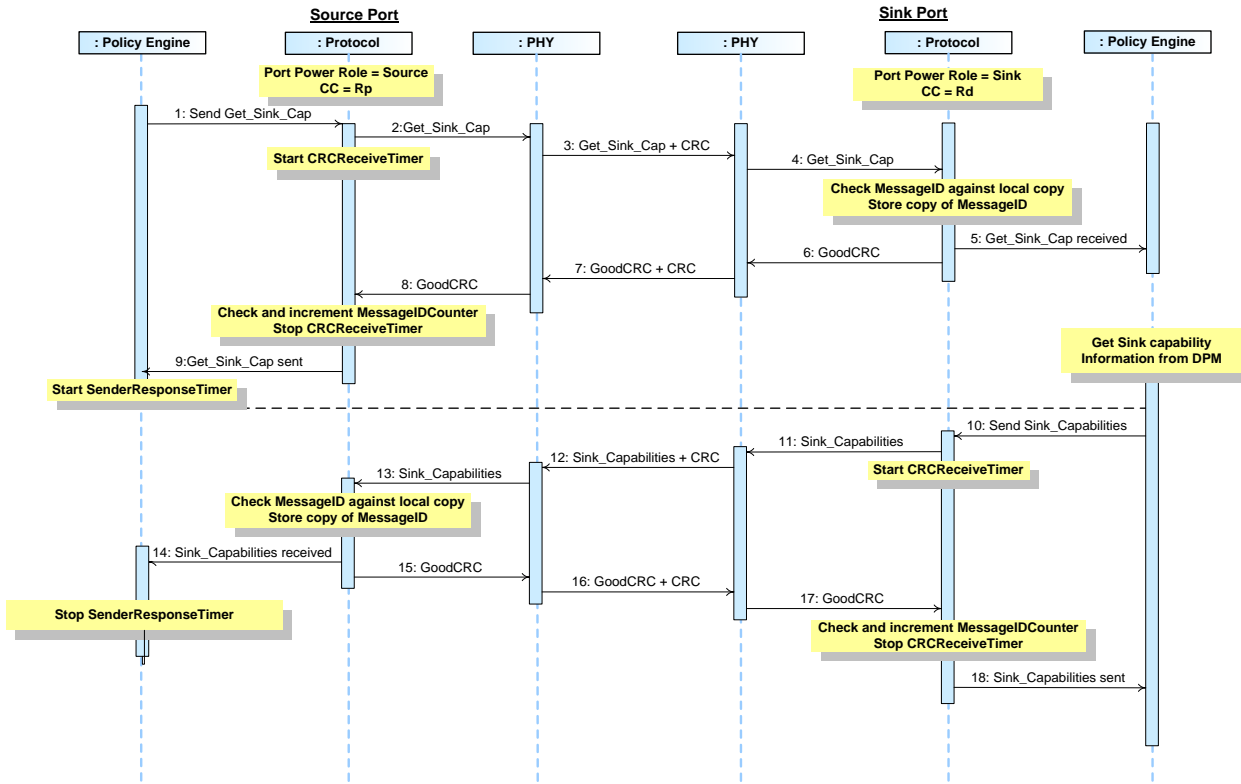 Source Port
Sink Port
: Policy Engine
: Protocol
: PHY
: PHY
: Protocol
: Policy Engine
Port Power Role = Source
CC = Rp
Port Power Role = Sink
CC = Rd
1: Send Get_Sink_Cap
2:Get_Sink_Cap
Start CRCReceiveTimer
3: Get_Sink_Cap + CRC
4: Get_Sink_Cap
Check MessageID against local copy
Store copy of MessageID
5: Get_Sink_Cap received
6: GoodCRC
7: GoodCRC + CRC
8: GoodCRC
Check and increment MessageIDCounter
Stop CRCReceiveTimer
9:Get_Sink_Cap sent
Start SenderResponseTimer
Get Sink capability
Information from DPM
10: Send Sink_Capabilities
11: Sink_Capabilities
Start CRCReceiveTimer
12: Sink_Capabilities + CRC
13: Sink_Capabilities
Check MessageID against local copy
Store copy of MessageID
14: Sink_Capabilities received
15: GoodCRC
16: GoodCRC + CRC
17: GoodCRC
Stop SenderResponseTimer
Check and increment MessageIDCounter
Stop CRCReceiveTimer
18: Sink_Capabilities sent